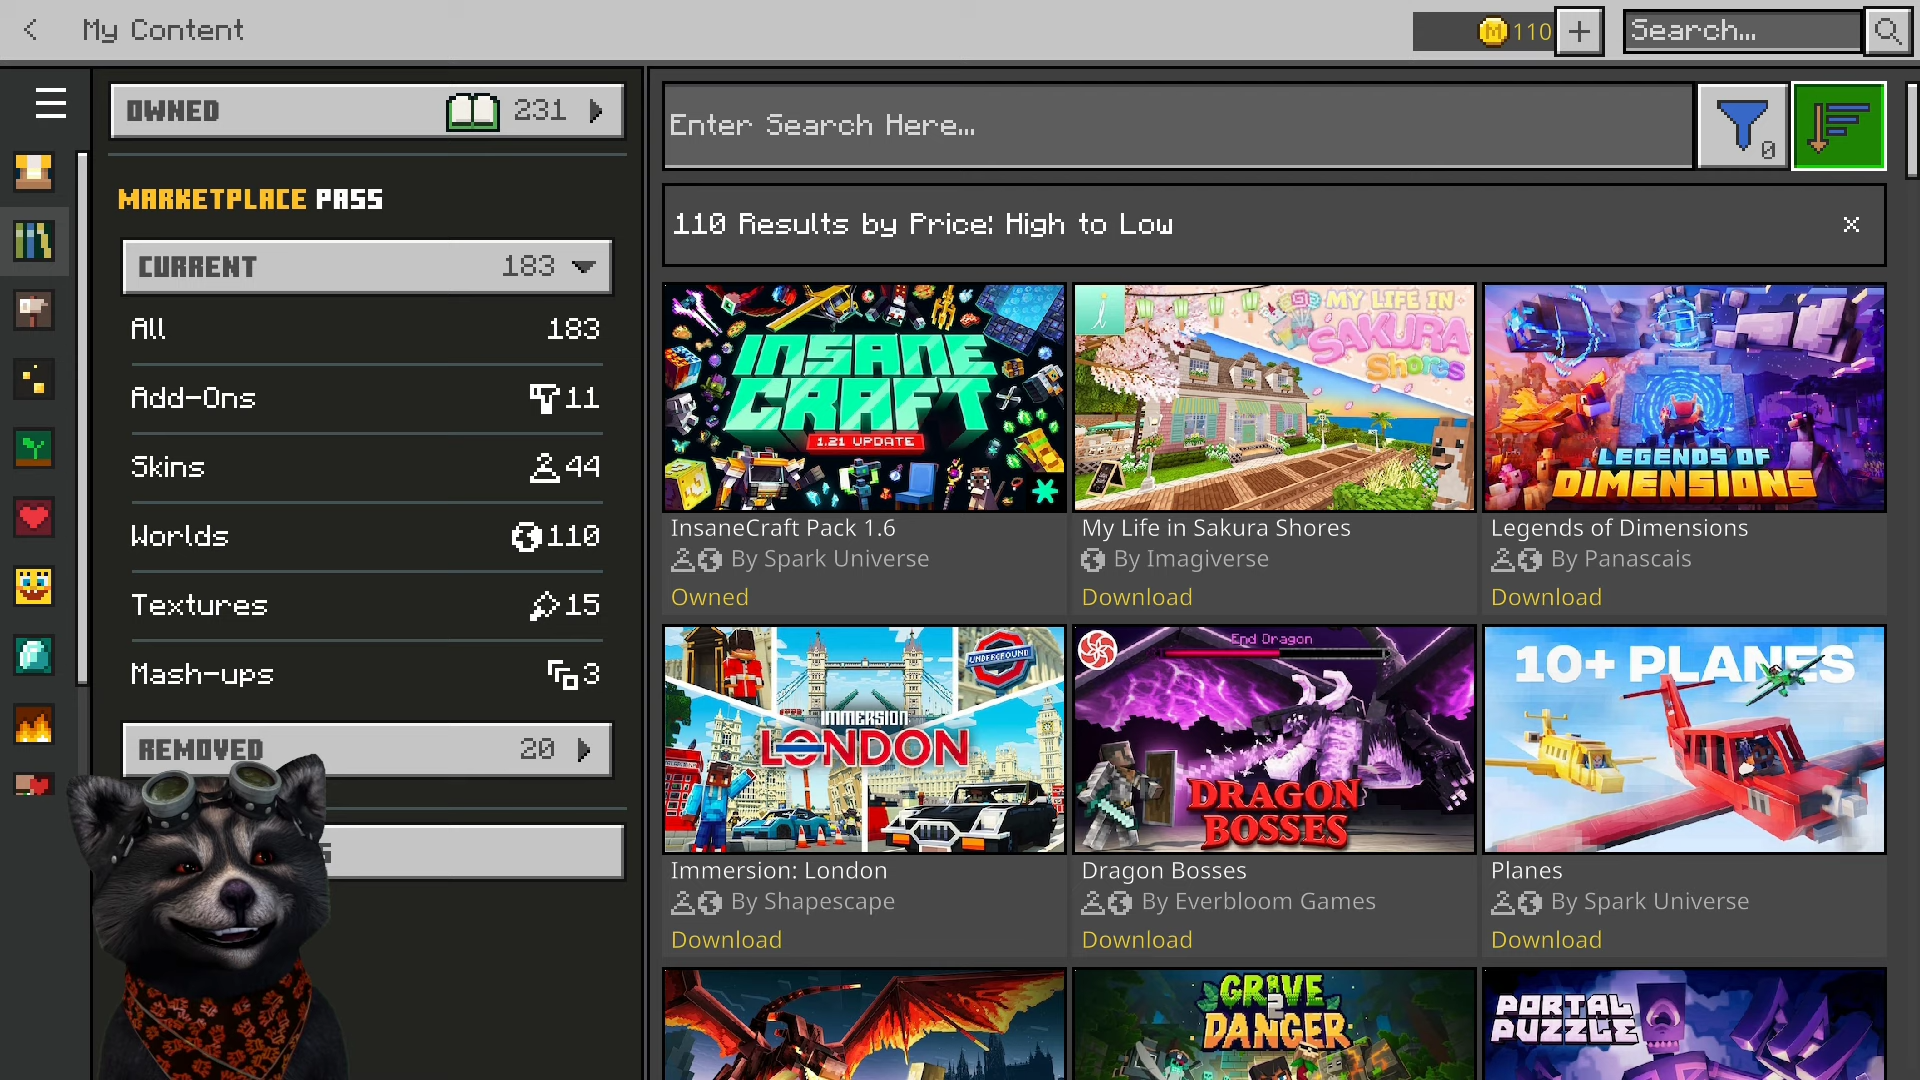 My Content
110
Search...
OWNED 231
MARKETPLACE PASS
CURRENT 183
All 183
Add-Ons 11
Skins 44
Worlds 110
Textures 15
Mash-ups 3
REMOVED 20
Enter Search Here...
0
110 Results by Price: High to Low
INSANE
CRAFT
1.21 UPDATE
InsaneCraft Pack 1.6
By Spark Universe
Owned
MY LIFE IN
SAKURA
Shores
My Life in Sakura Shores
By Imagiverse
Download
LEGENDS OF
DIMENSIONS
Legends of Dimensions
By Panascais
Download
UNDERGROUND
IMMERSION
LONDON
Immersion: London
By Shapescape
Download
End Dragon
DRAGON
BOSSES
Dragon Bosses
By Everbloom Games
Download
10+ PLANES
Planes
By Spark Universe
Download
GRAVE
2
DANGER
PORTAL
PUZZLE